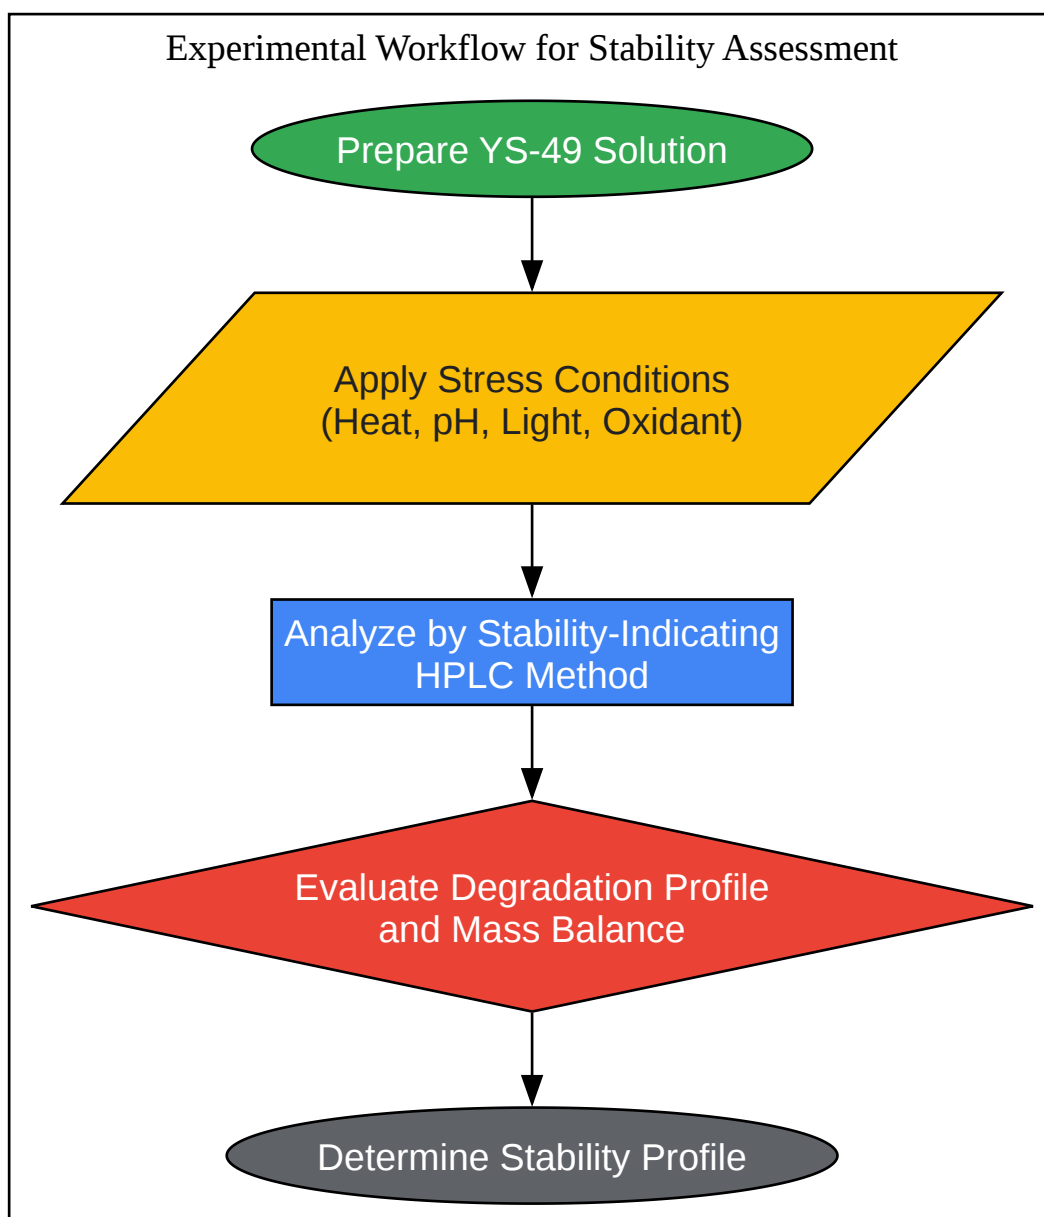 Experimental Workflow for Stability Assessment
Prepare YS-49 Solution
Apply Stress Conditions
(Heat, pH, Light, Oxidant)
Analyze by Stability-Indicating
HPLC Method
Evaluate Degradation Profile
and Mass Balance
Determine Stability Profile